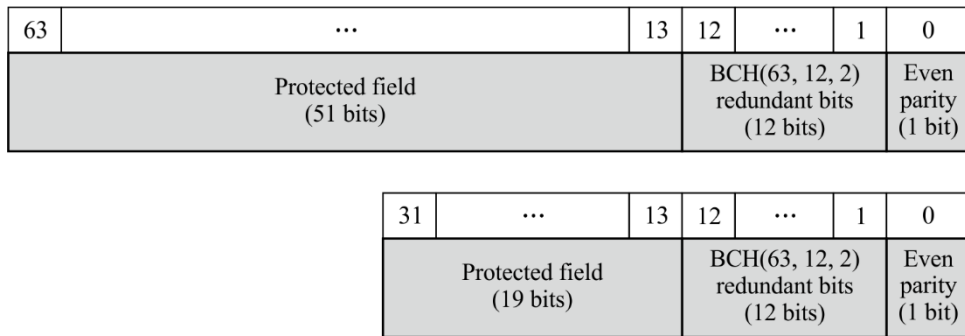 63 ... 13 12 ... 1 0
Protected field
(51 bits)
BCH(63, 12, 2)
redundant bits
(12 bits)
Even
parity
(1 bit)
31 ... 13 12 ... 1 0
Protected field
(19 bits)
BCH(63, 12, 2)
redundant bits
(12 bits)
Even
parity
(1 bit)